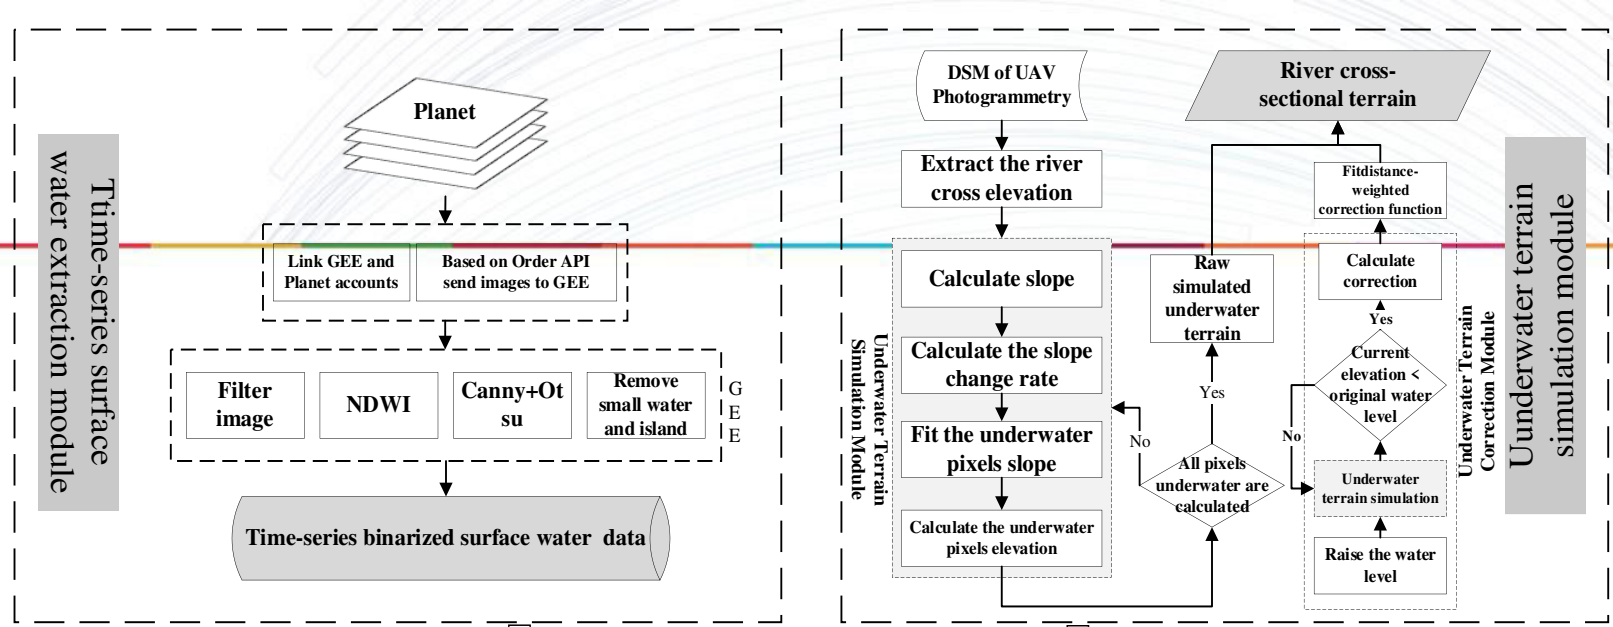 Ttime-series surface
water extraction module
Planet
Link GEE and
Planet accounts
Based on Order API
send images to GEE
Filter
image
NDWI
Canny+Ot
su
Remove
small water
and island
G
E
E
Time-series binarized surface water data
DSM of UAV
Photogrammetry
Extract the river
cross elevation
Calculate slope
Calculate the slope
change rate
Fit the underwater
pixels slope
Calculate the underwater
pixels elevation
Underwater Terrain
Simulation Module
No
All pixels
underwater are
calculated
Yes
Raw
simulated
underwater
terrain
River cross-
sectional terrain
Fitdistance-
weighted
correction function
Calculate
correction
Yes
Current
elevation <
original water
level
No
Underwater
terrain simulation
Raise the water
level
Underwater Terrain
Correction Module
Uunderwater terrain
simulation module